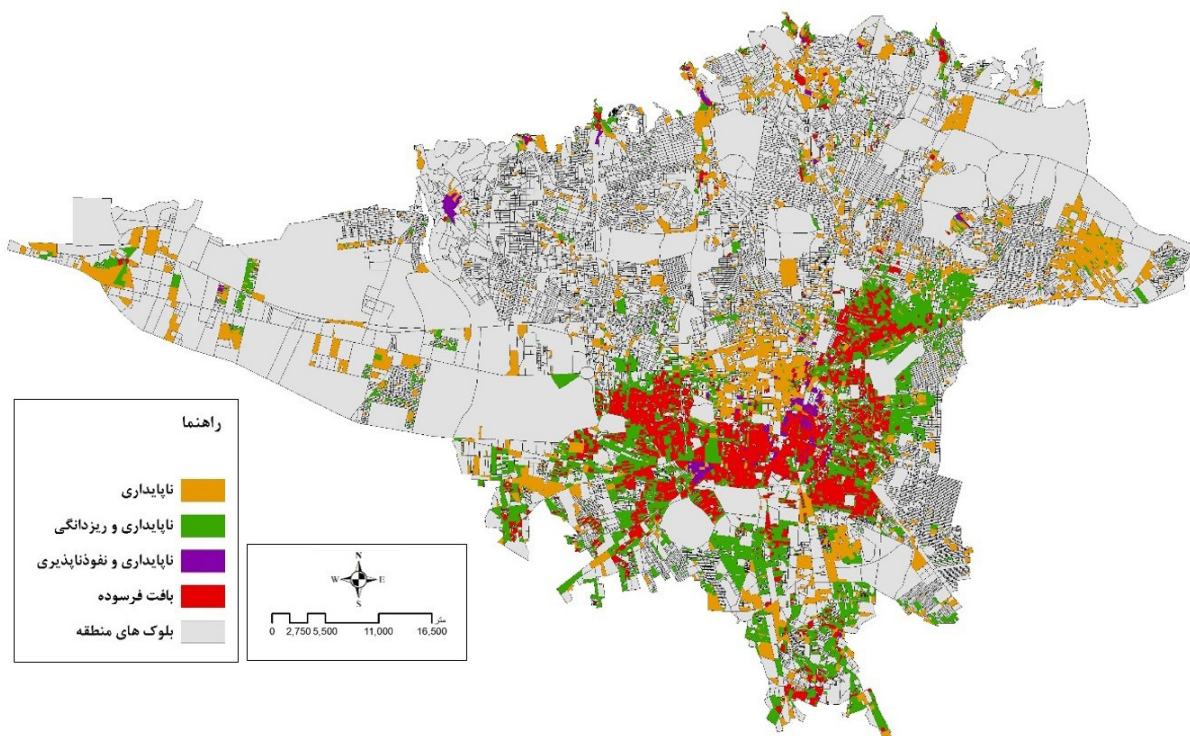 راهنما
ناپایداری
ناپایداری و ریزدانگی
ناپایداری و نفوذناپذیری
بافت فرسوده
بلوک های منطقه
N
W E
S
متر
0 2,750 5,500 11,000 16,500